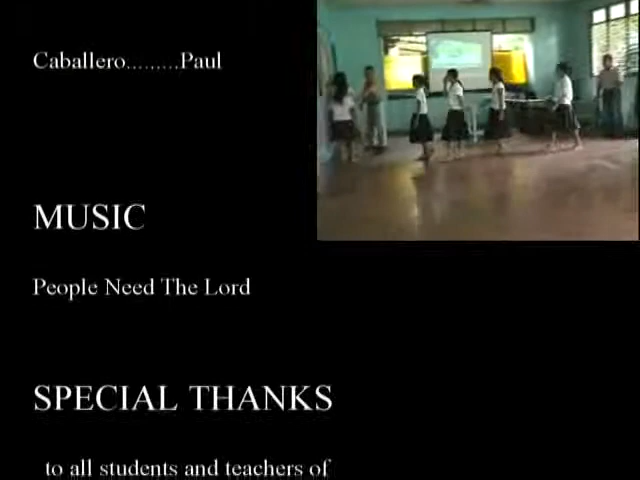 Caballero.........Paul
MUSIC
People Need The Lord
SPECIAL THANKS
to all students and teachers of